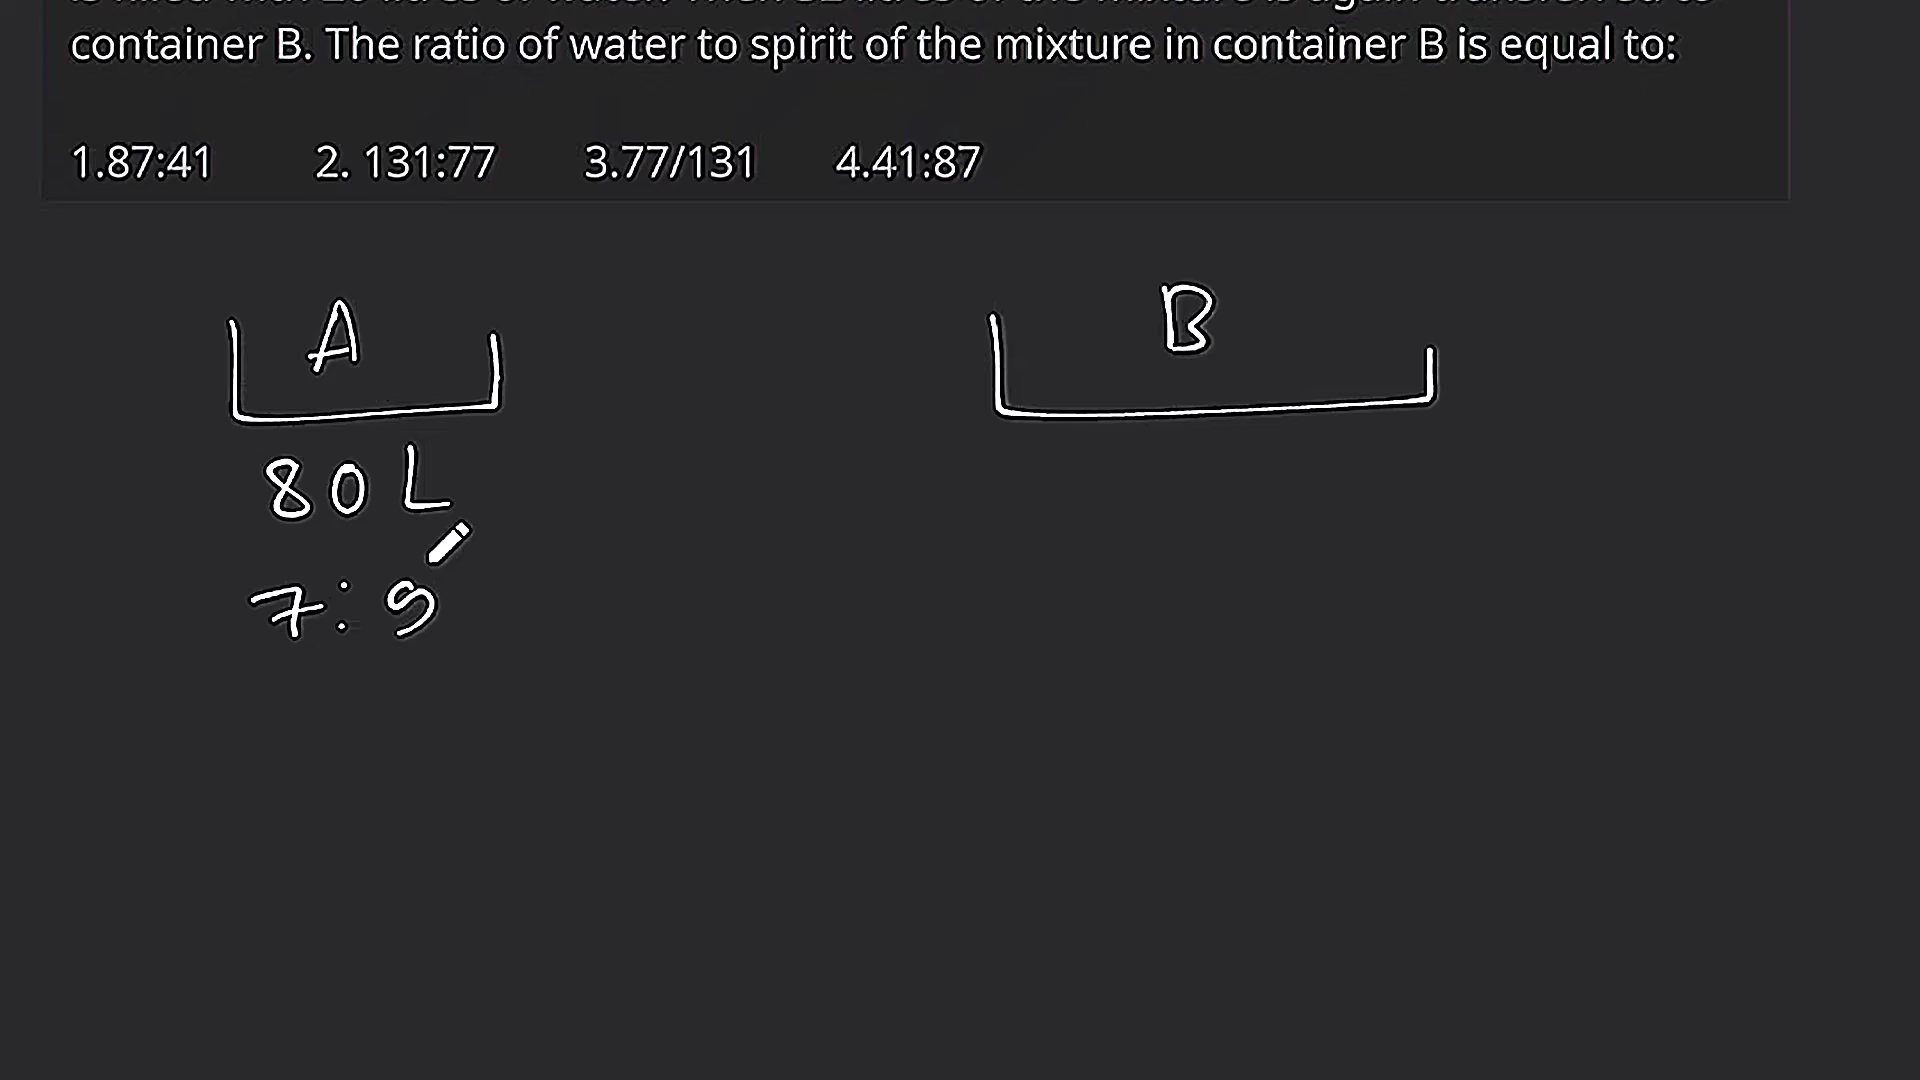 container B. The ratio of water to spirit of the mixture in container B is equal to:
1.87:41 2. 131:77 3.77/131 4.41:87
A B
80 L
7:9